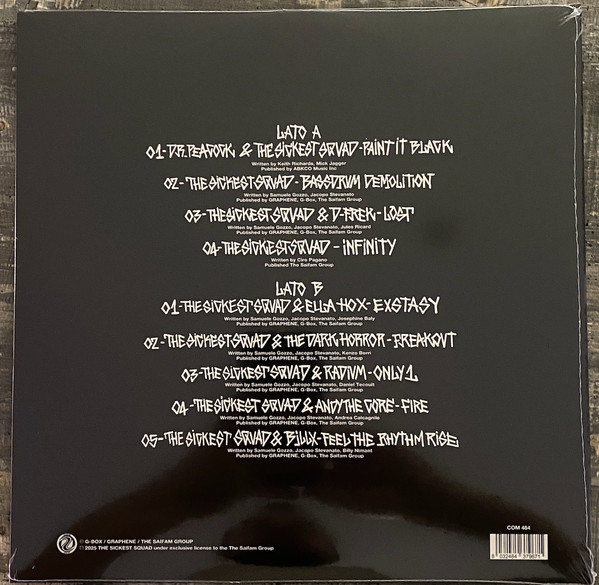 LATO A
01-DR. PEACOCK & THE SICKEST SQUAD-PAINT IT BLACK
Written by Keith Richards, Mick Jagger
Published by ABKCO Music Inc
02-THE SICKEST SQUAD-BASSDRUM DEMOLITION
Written by Samuele Gozzo, Jacopo Stevanato
Published by GRAPHENE, G-Box, The Saifam Group
03-THE SICKEST SQUAD & D-FREK-LOST
Written by Samuele Gozzo, Jacopo Stevanato, Jules Ricard
Published by GRAPHENE, G-Box, The Saifam Group
04-THE SICKEST SQUAD-INFINITY
Written by Ciro Pagano
Published The Saifam Group
LATO B
01-THE SICKEST SQUAD & ELLA HOX-EXSTASY
Written by Samuele Gozzo, Jacopo Stevanato, Josephine Baly
Published by GRAPHENE, G-Box, The Saifam Group
02-THE SICKEST SQUAD & THE DARK HORROR-FREAKOUT
Written by Samuele Gozzo, Jacopo Stevanato, Kenzo Borri
Published by GRAPHENE, G-Box, The Saifam Group
03-THE SICKEST SQUAD & RADIUM-ONLY 1
Written by Samuele Gozzo, Jacopo Stevanato, Daniel Tecoult
Published by GRAPHENE, G-Box, The Saifam Group
04-THE SICKEST SQUAD & ANDY THE CORE-FIRE
Written by Samuele Gozzo, Jacopo Stevanato, Andrea Calcagnile
Published by GRAPHENE, G-Box, The Saifam Group
05-THE SICKEST SQUAD & BILLX-FEEL THE RHYTHM RISE
Written by Samuele Gozzo, Jacopo Stevanato, Billy Nimant
Published by GRAPHENE, G-Box, The Saifam Group
℗ G-BOX / GRAPHENE / THE SAIFAM GROUP
© 2025 THE SICKEST SQUAD under exclusive license to the The Saifam Group
COM 484
8 032484 379671